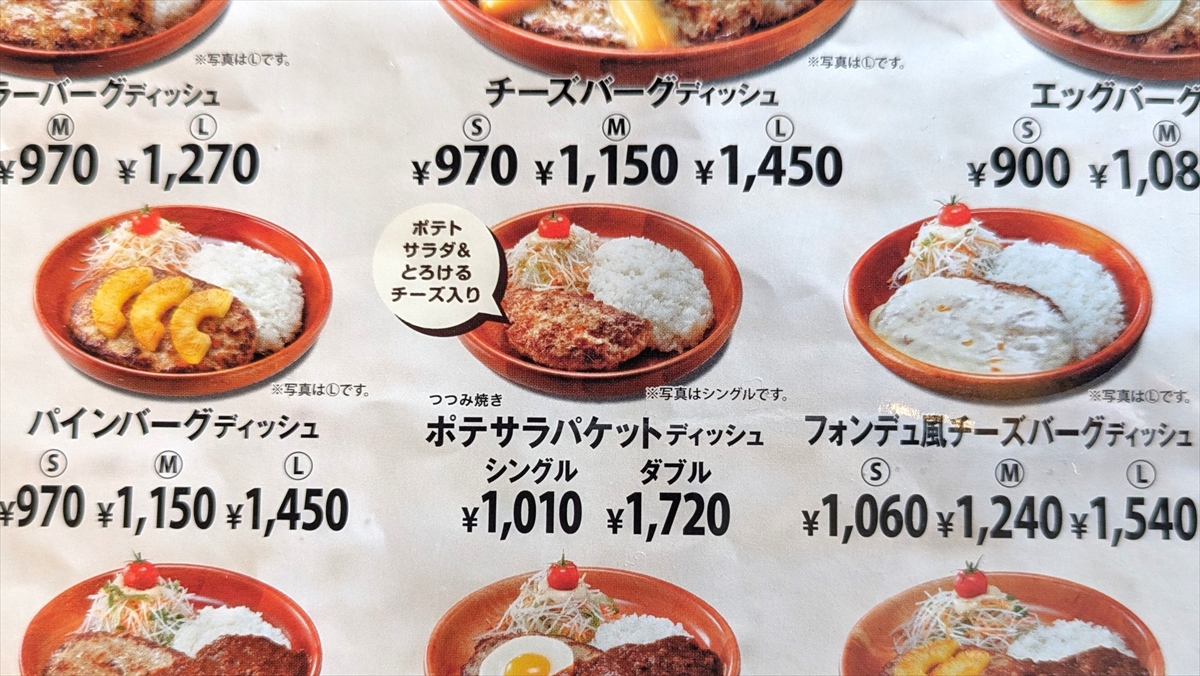 ※写真はⓁです。
※写真はⓁです。
ラーバーグディッシュ
チーズバーグディッシュ
エッグバーグ
Ⓜ Ⓛ
Ⓢ Ⓜ Ⓛ
Ⓢ Ⓜ
¥970 ¥1,270
¥970 ¥1,150 ¥1,450
¥900 ¥1,08
ポテト
サラダ&
とろける
チーズ入り
※写真はⓁです。
※写真はシングルです。
※写真はⓁです。
パインバーグディッシュ
つつみ焼き
ポテサラパケットディッシュ
フォンデュ風チーズバーグディッシュ
Ⓢ Ⓜ Ⓛ
シングル ダブル
Ⓢ Ⓜ Ⓛ
¥970 ¥1,150 ¥1,450
¥1,010 ¥1,720
¥1,060 ¥1,240 ¥1,540